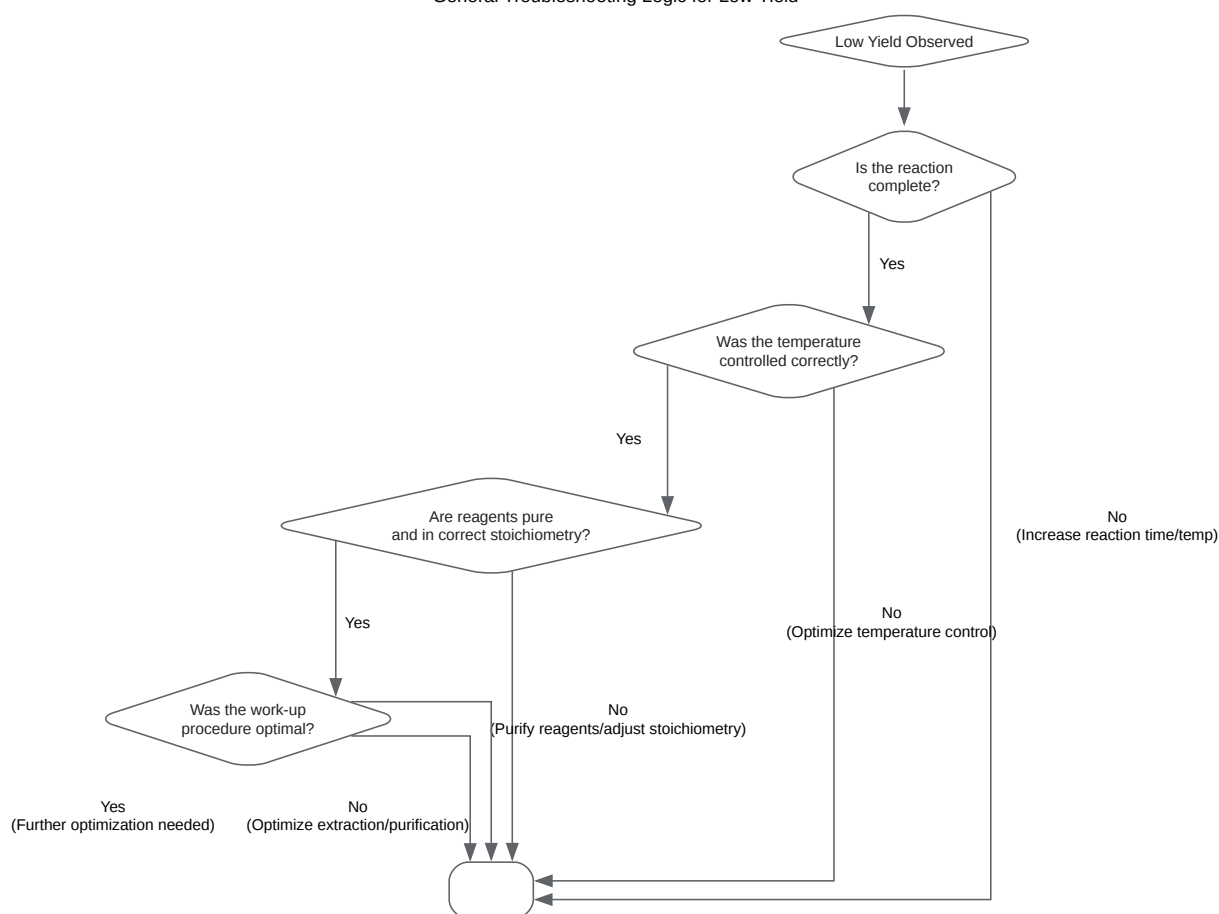 General Troubleshooting Logic for Low Yield
Low Yield Observed
Is the reaction
complete?
Yes
Was the temperature
controlled correctly?
Yes
No
(Increase reaction time/temp)
Are reagents pure
and in correct stoichiometry?
No
(Optimize temperature control)
Yes
Was the work-up
procedure optimal?
No
(Purify reagents/adjust stoichiometry)
Yes
(Further optimization needed)
No
(Optimize extraction/purification)